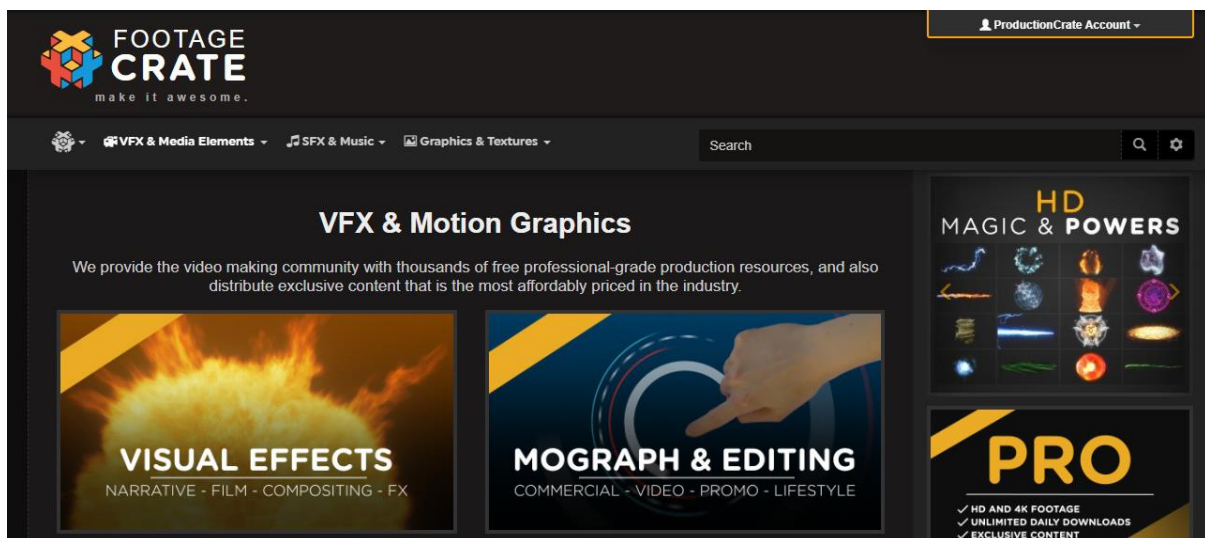 FOOTAGE
CRATE
make it awesome.
ProductionCrate Account
VFX & Media Elements
SFX & Music
Graphics & Textures
Search
VFX & Motion Graphics
We provide the video making community with thousands of free professional-grade production resources, and also
distribute exclusive content that is the most affordably priced in the industry.
VISUAL EFFECTS
NARRATIVE - FILM - COMPOSITING - FX
MOGRAPH & EDITING
COMMERCIAL - VIDEO - PROMO - LIFESTYLE
HD
MAGIC & POWERS
PRO
HD AND 4K FOOTAGE
UNLIMITED DAILY DOWNLOADS
EXCLUSIVE CONTENT